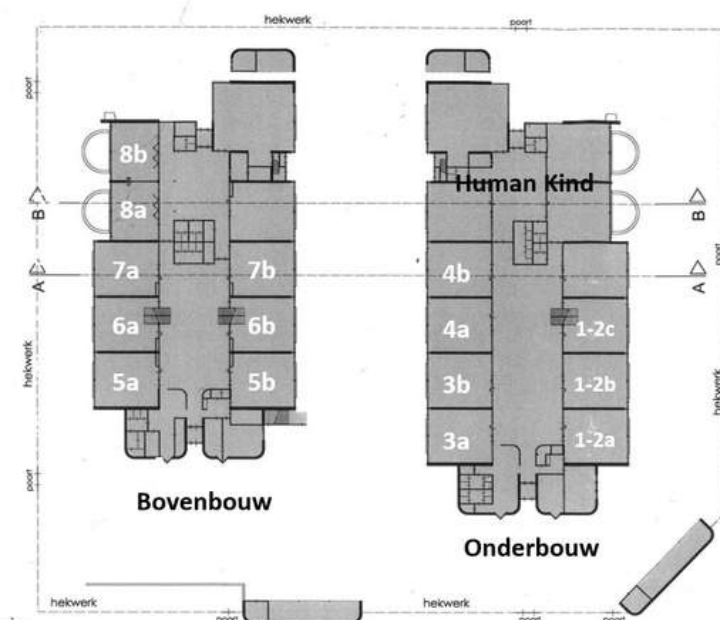 hekwerk
poort
poort
8b
Human Kind
8a
B
B
poort
7a
7b
4b
A
A
6a
6b
4a
1-2c
hekwerk
5a
5b
3b
1-2b
hekwerk
3a
1-2a
poort
Bovenbouw
Onderbouw
hekwerk
hekwerk
poort
poort
poort